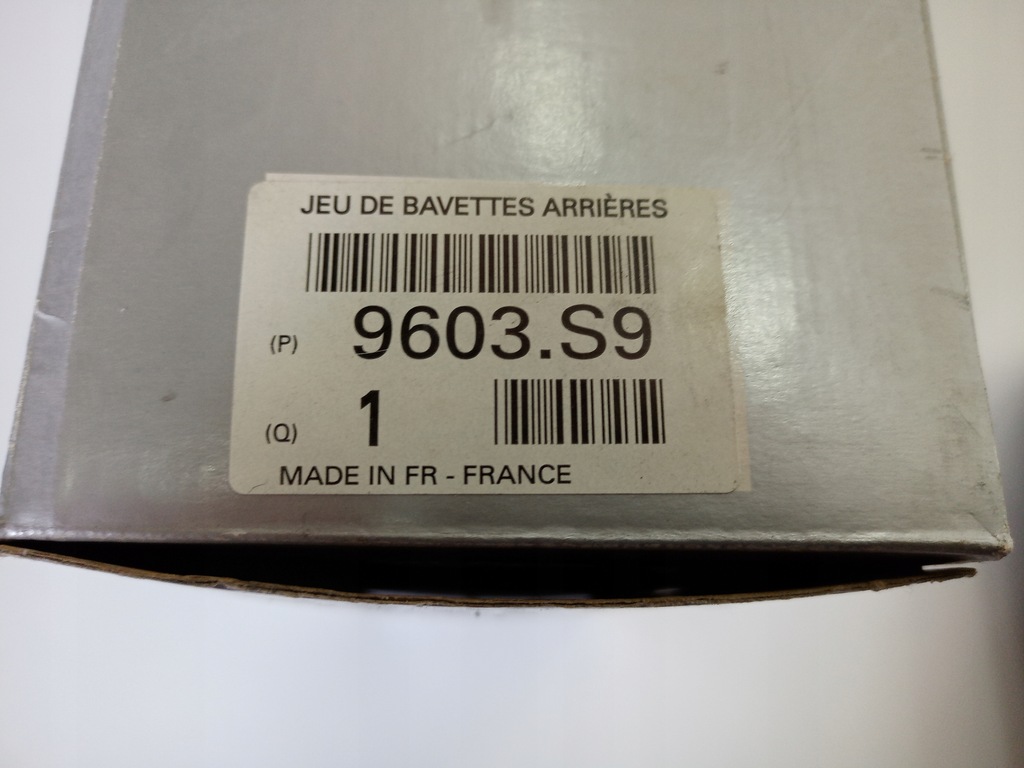 JEU DE BAVETTES ARRIÈRES
(P) 9603.S9
(Q) 1
MADE IN FR - FRANCE